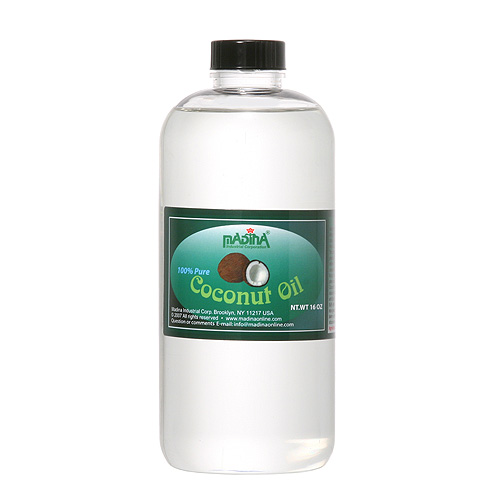 MADINA®
Industrial Corporation
100% Pure
Coconut Oil
NT.WT 16 OZ
Madina Industrial Corp. Brooklyn, NY 11217 USA
© 2007 All rights reserved • www.madinaonline.com
Question or comments E-mail:info@madinaonline.com